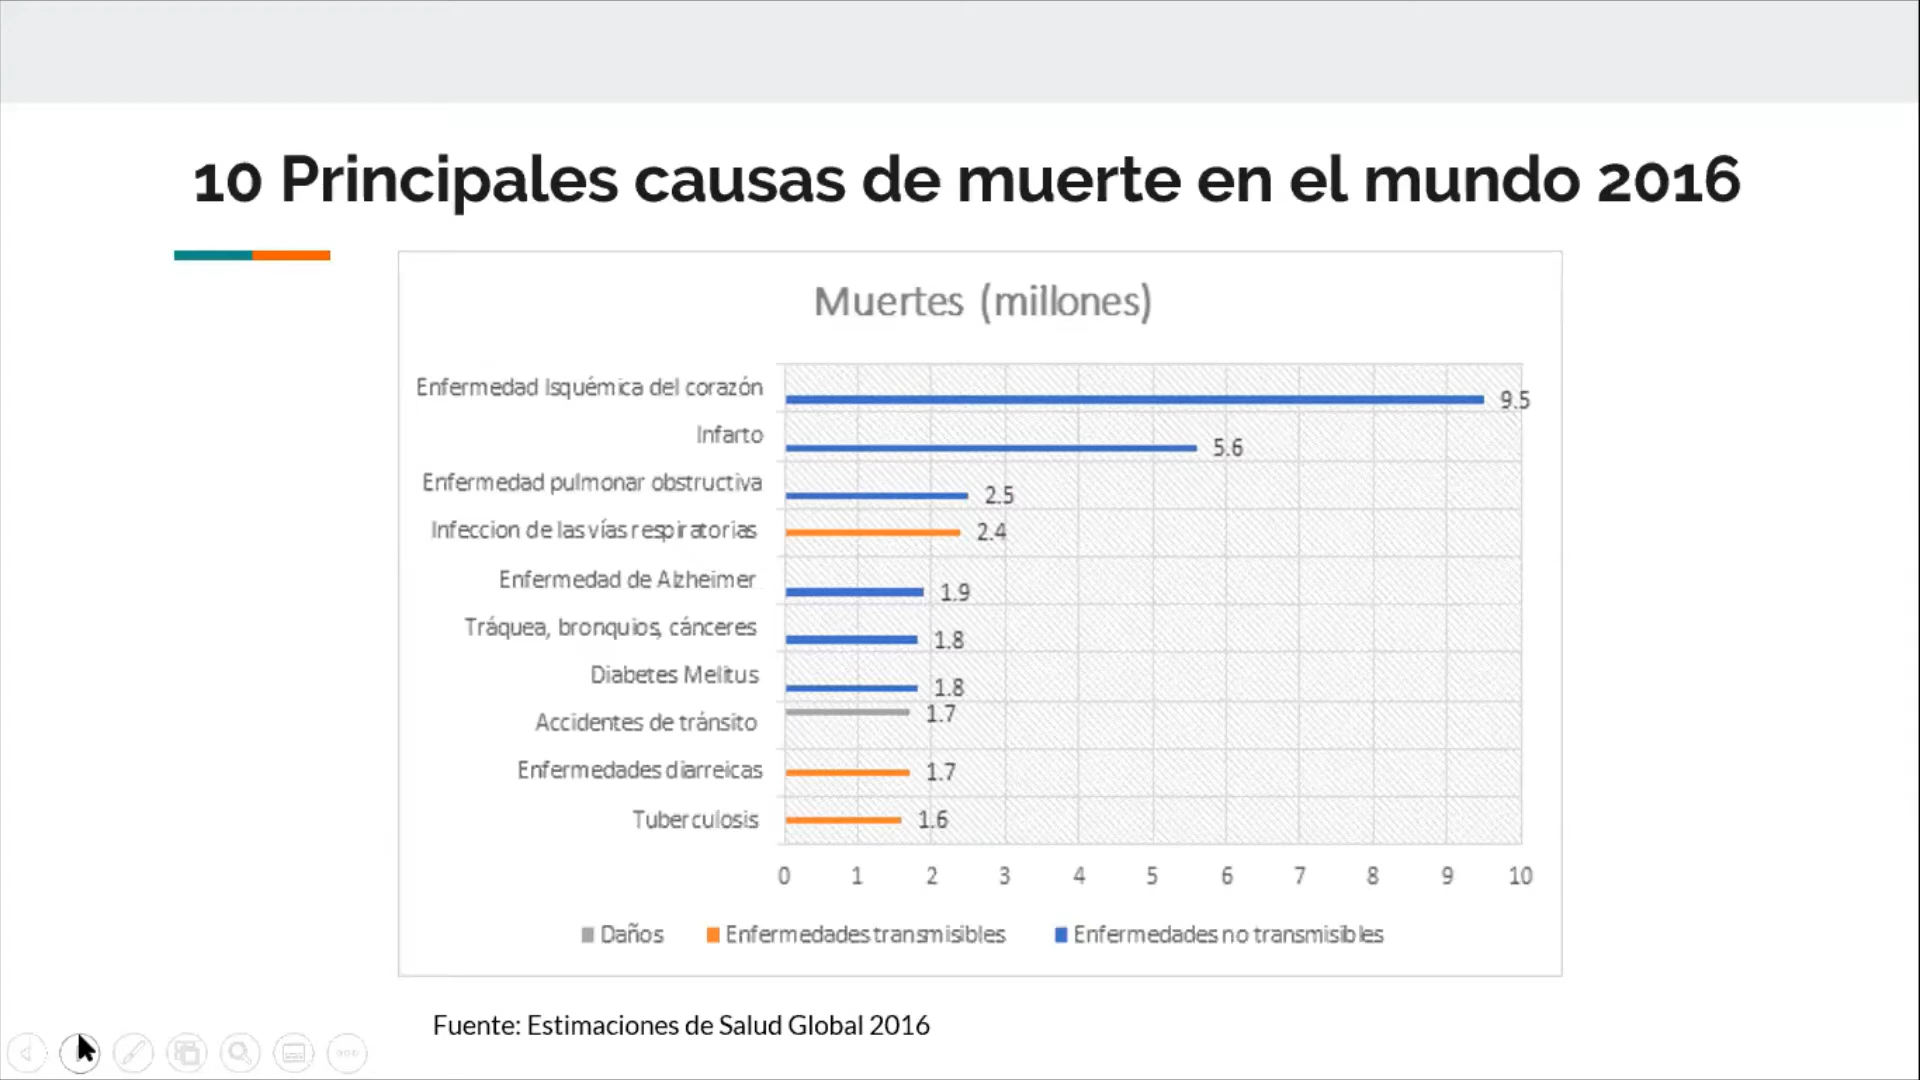 10 Principales causas de muerte en el mundo 2016
Muertes (millones)
Enfermedad Isquémica del corazón 9.5
Infarto 5.6
Enfermedad pulmonar obstructiva 2.5
Infeccion de las vías respiratorias 2.4
Enfermedad de Alzheimer 1.9
Tráquea, bronquios, cánceres 1.8
Diabetes Melitus 1.8
Accidentes de tránsito 1.7
Enfermedades diarreicas 1.7
Tuberculosis 1.6
0 1 2 3 4 5 6 7 8 9 10
Daños Enfermedades transmisibles Enfermedades no transmisibles
Fuente: Estimaciones de Salud Global 2016